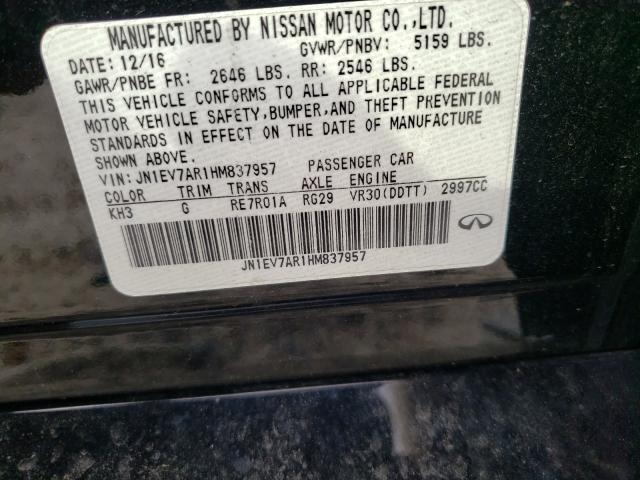 MANUFACTURED BY NISSAN MOTOR CO.,LTD.
DATE: 12/16 GVWR/PNBV: 5159 LBS.
GAWR/PNBE FR: 2646 LBS. RR: 2546 LBS.
THIS VEHICLE CONFORMS TO ALL APPLICABLE FEDERAL
MOTOR VEHICLE SAFETY,BUMPER,AND THEFT PREVENTION
STANDARDS IN EFFECT ON THE DATE OF MANUFACTURE
SHOWN ABOVE.
VIN: JN1EV7AR1HM837957 PASSENGER CAR
COLOR TRIM TRANS AXLE ENGINE
KH3 G RE7R01A RG29 VR30(DDTT) 2997CC
JN1EV7AR1HM837957